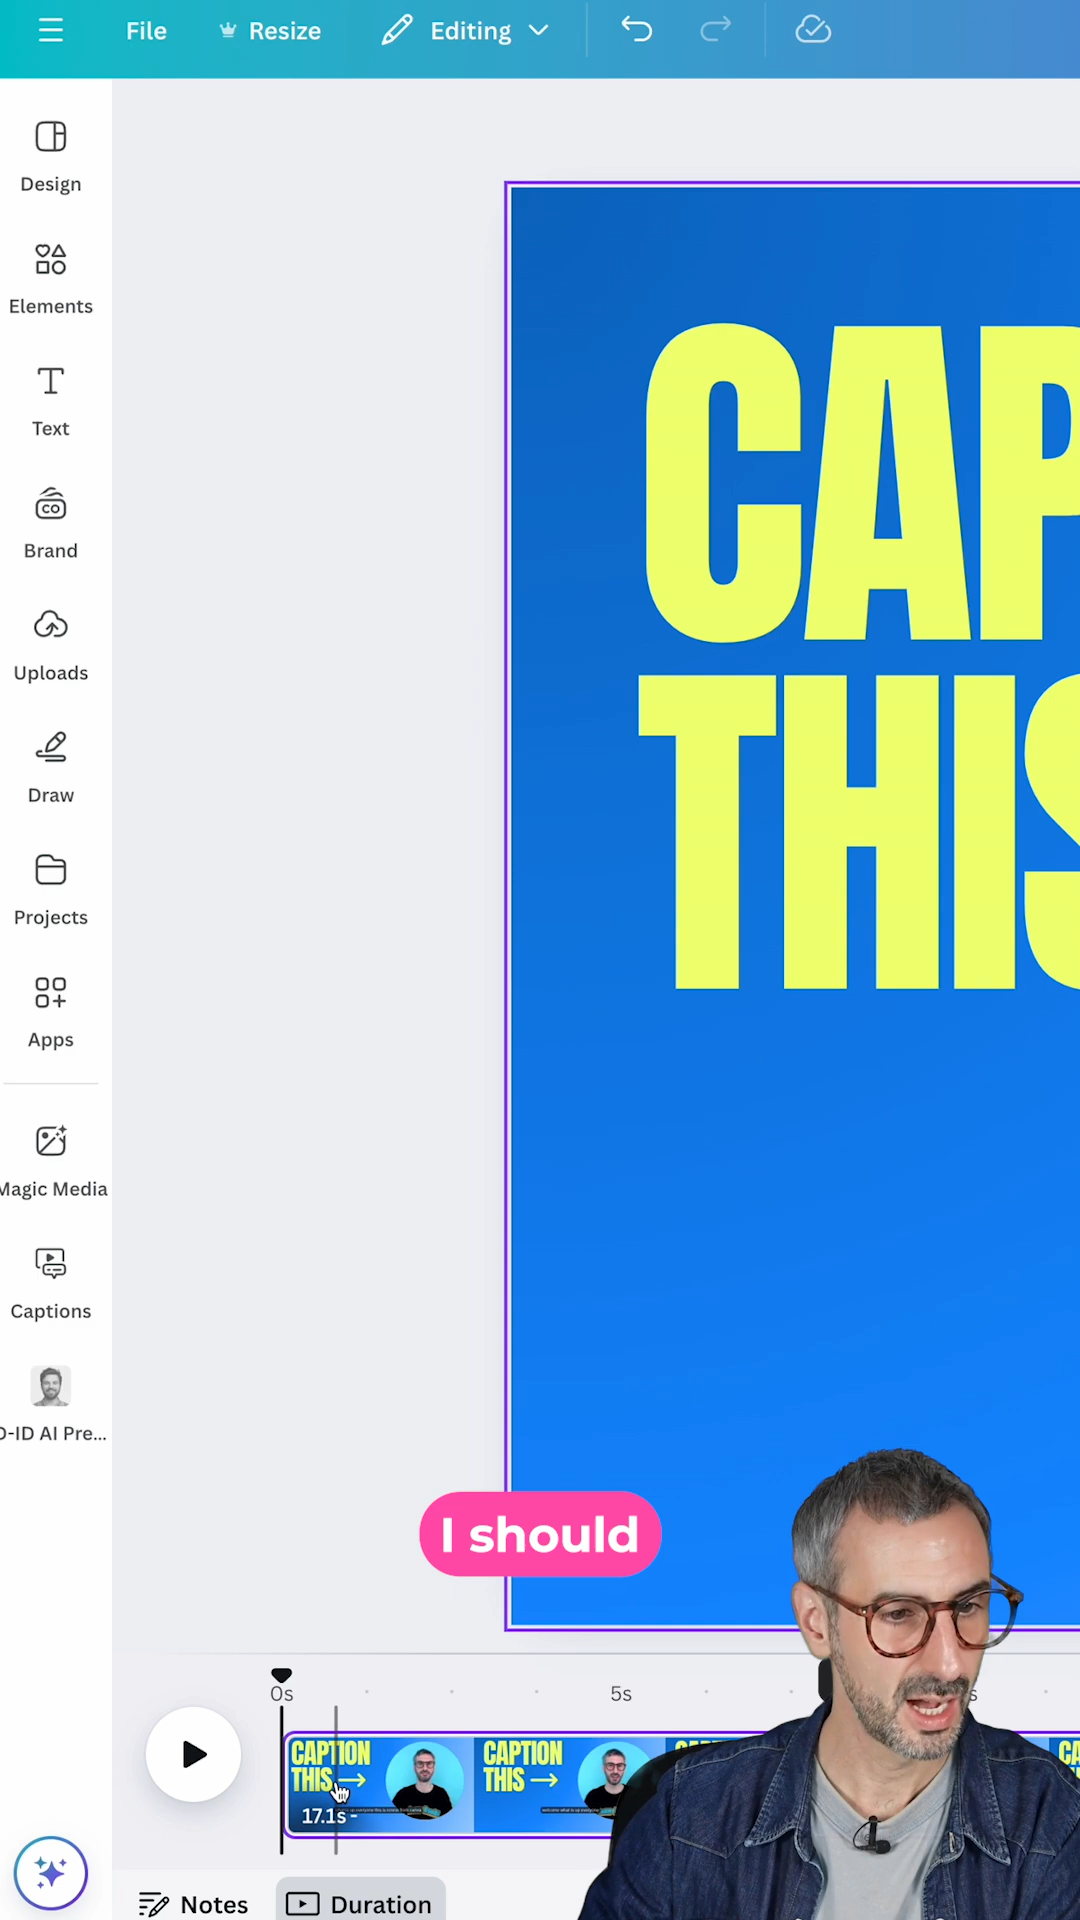 File
Resize
Editing
Design
Elements
Text
CO
Brand
Uploads
Draw
Projects
Apps
Magic Media
Captions
D-ID AI Pre...
CAP
THIS
I should
0s
5s
CAPTION
THIS
17.1s
CAPTION
THIS
Notes
Duration